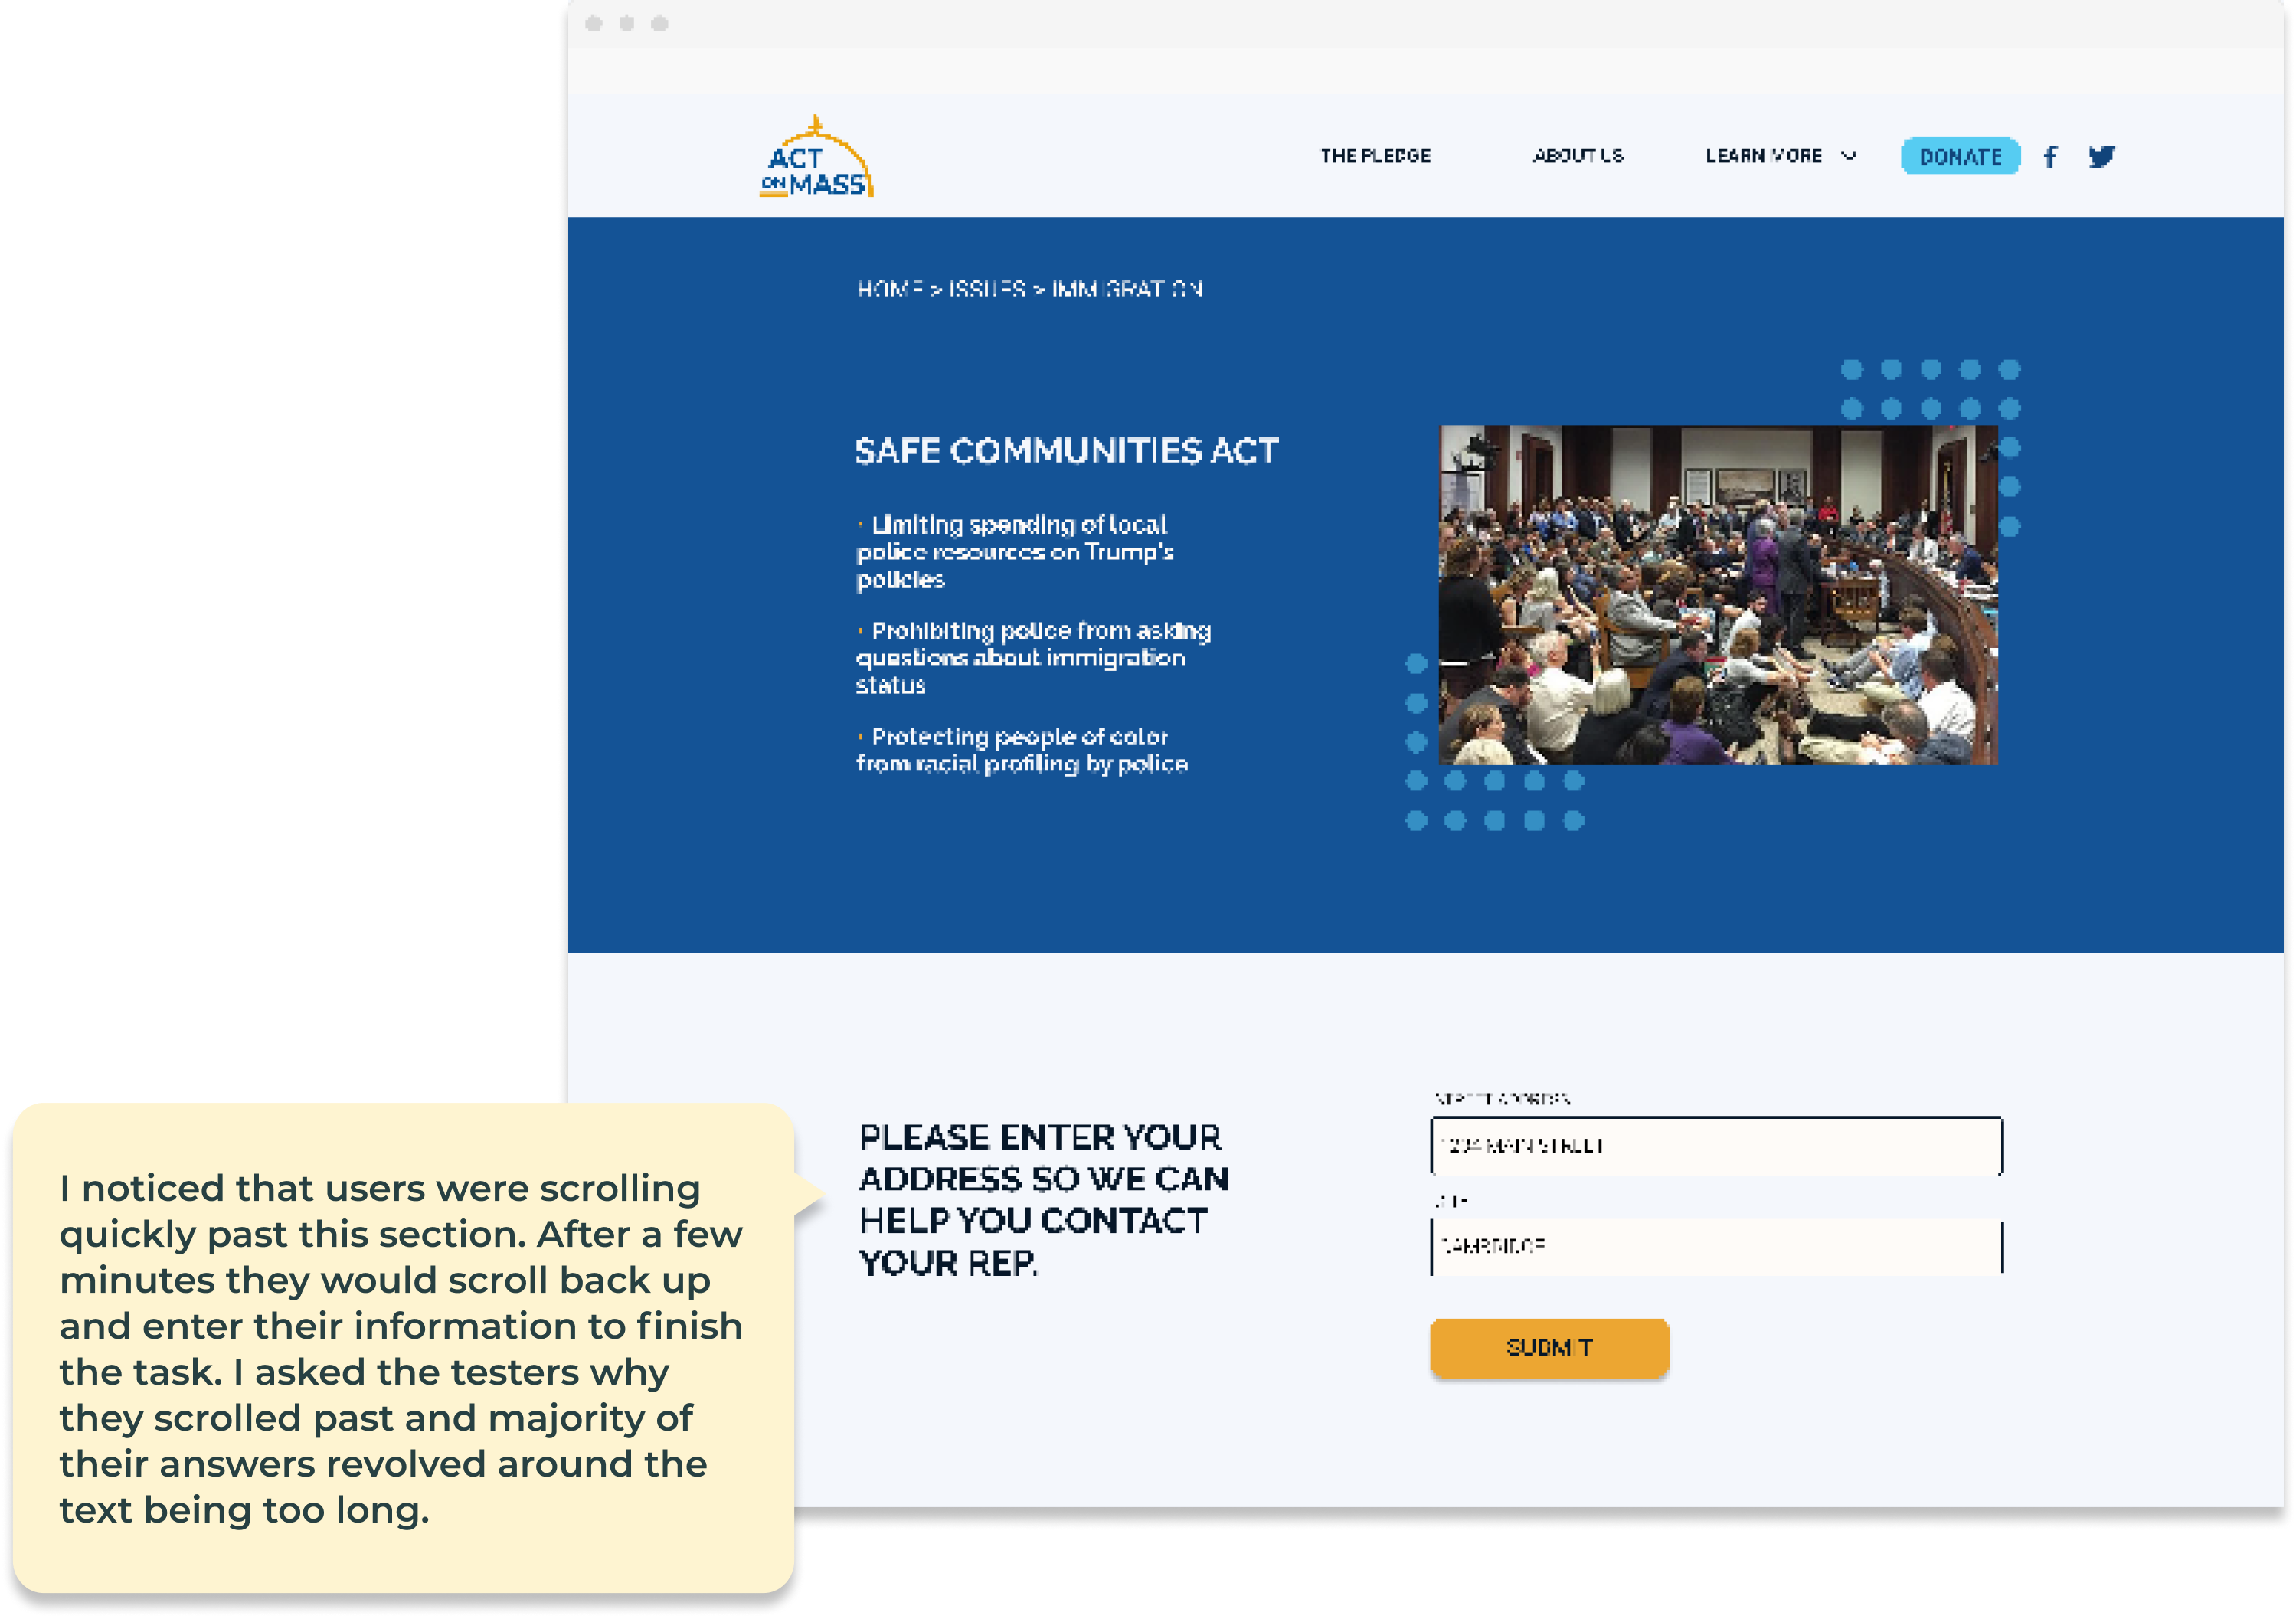 ACT
ON MASS
THE PLEDGE
ABOUT US
LEARN MORE
DONATE
HOME > ISSUES > IMMIGRATION
SAFE COMMUNITIES ACT
· Limiting spending of local
police resources on Trump's
policies
· Prohibiting police from asking
questions about immigration
status
· Protecting people of color
from racial profiling by police
PLEASE ENTER YOUR
ADDRESS SO WE CAN
HELP YOU CONTACT
YOUR REP.
STREET ADDRESS
1234 MAIN STREET
CITY
CAMBRIDGE
SUBMIT
I noticed that users were scrolling
quickly past this section. After a few
minutes they would scroll back up
and enter their information to finish
the task. I asked the testers why
they scrolled past and majority of
their answers revolved around the
text being too long.